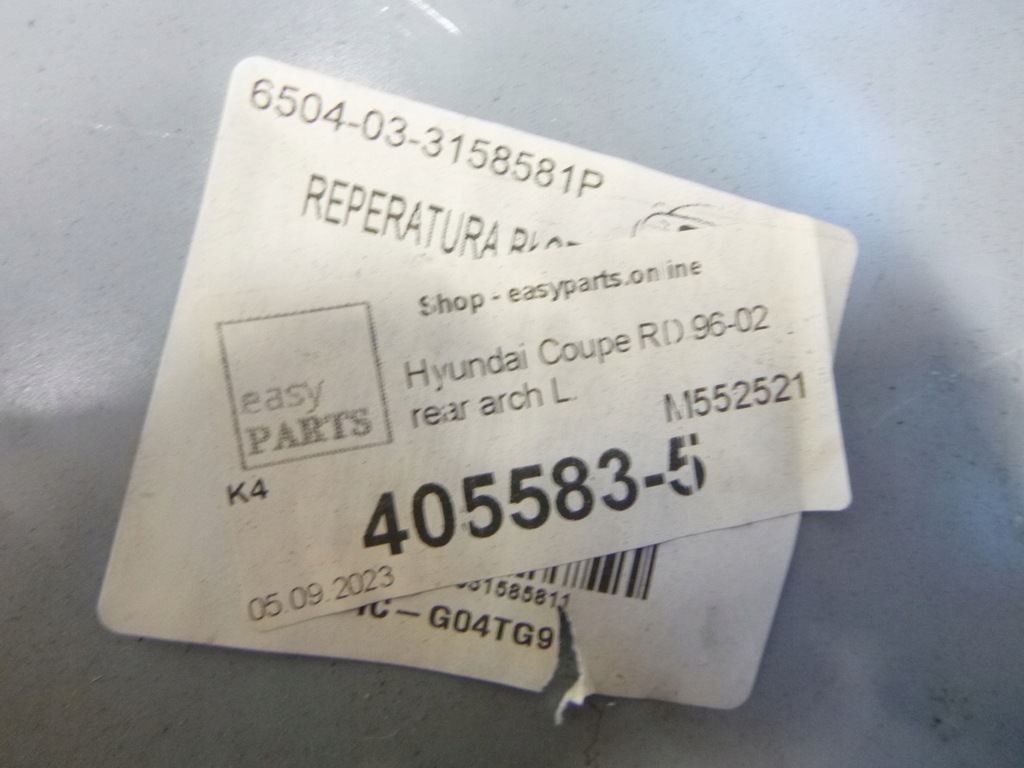 6504-03-3158581P
REPERATURA
Shop - easyparts.online
Hyundai Coupe RD 96-02
rear arch L.
M552521
easy
PARTS
K4
405583-5
05.09.2023
G04TG9